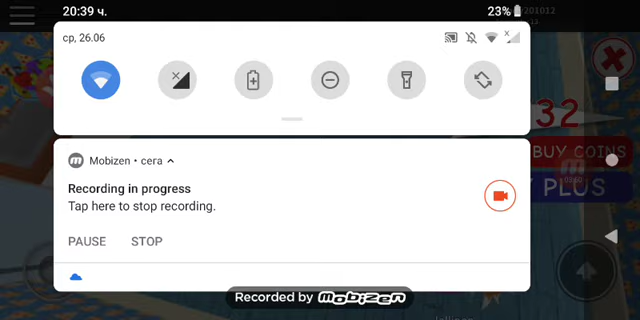 20:39 ч.
23%
ср, 26.06
Mobizen • сега
Recording in progress
Tap here to stop recording.
PAUSE
STOP
32
BUY COINS
PLUS
Recorded by mobizen